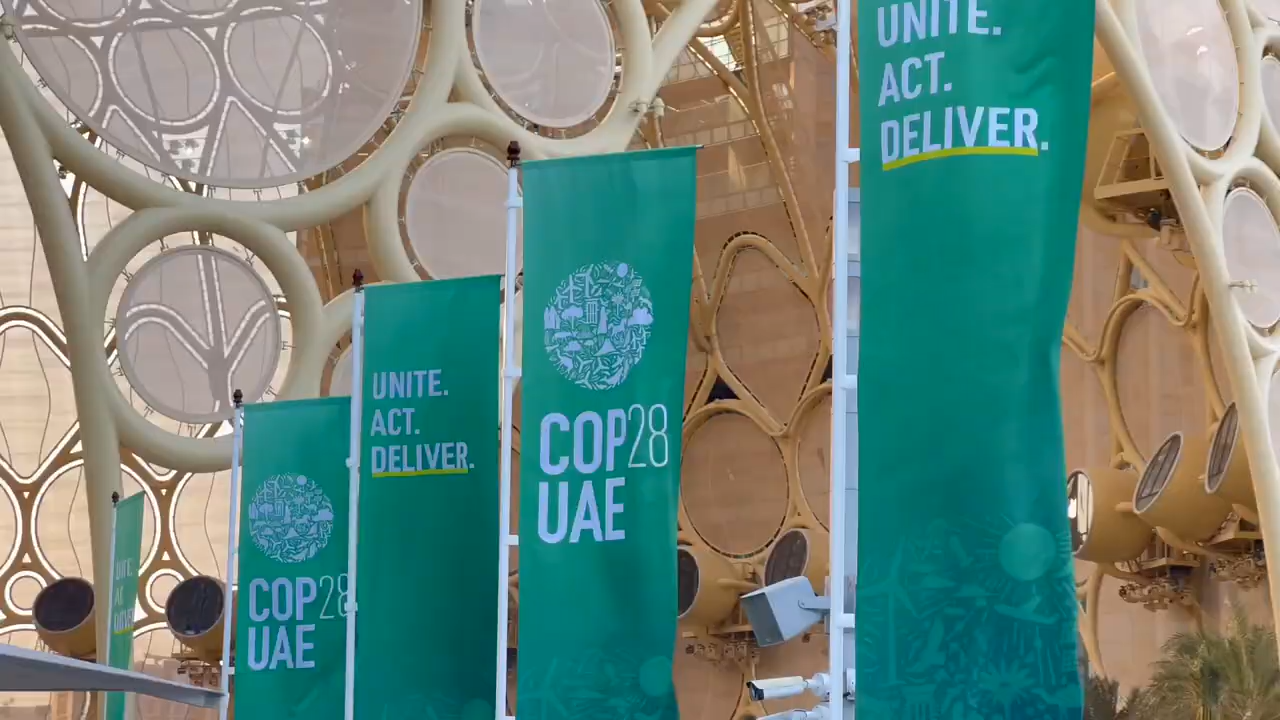 UNITE.
ACT.
DELIVER.
COP28
UAE
UNITE.
ACT.
DELIVER.
COP28
UAE
UNITE.
ACT.
DELIVER.